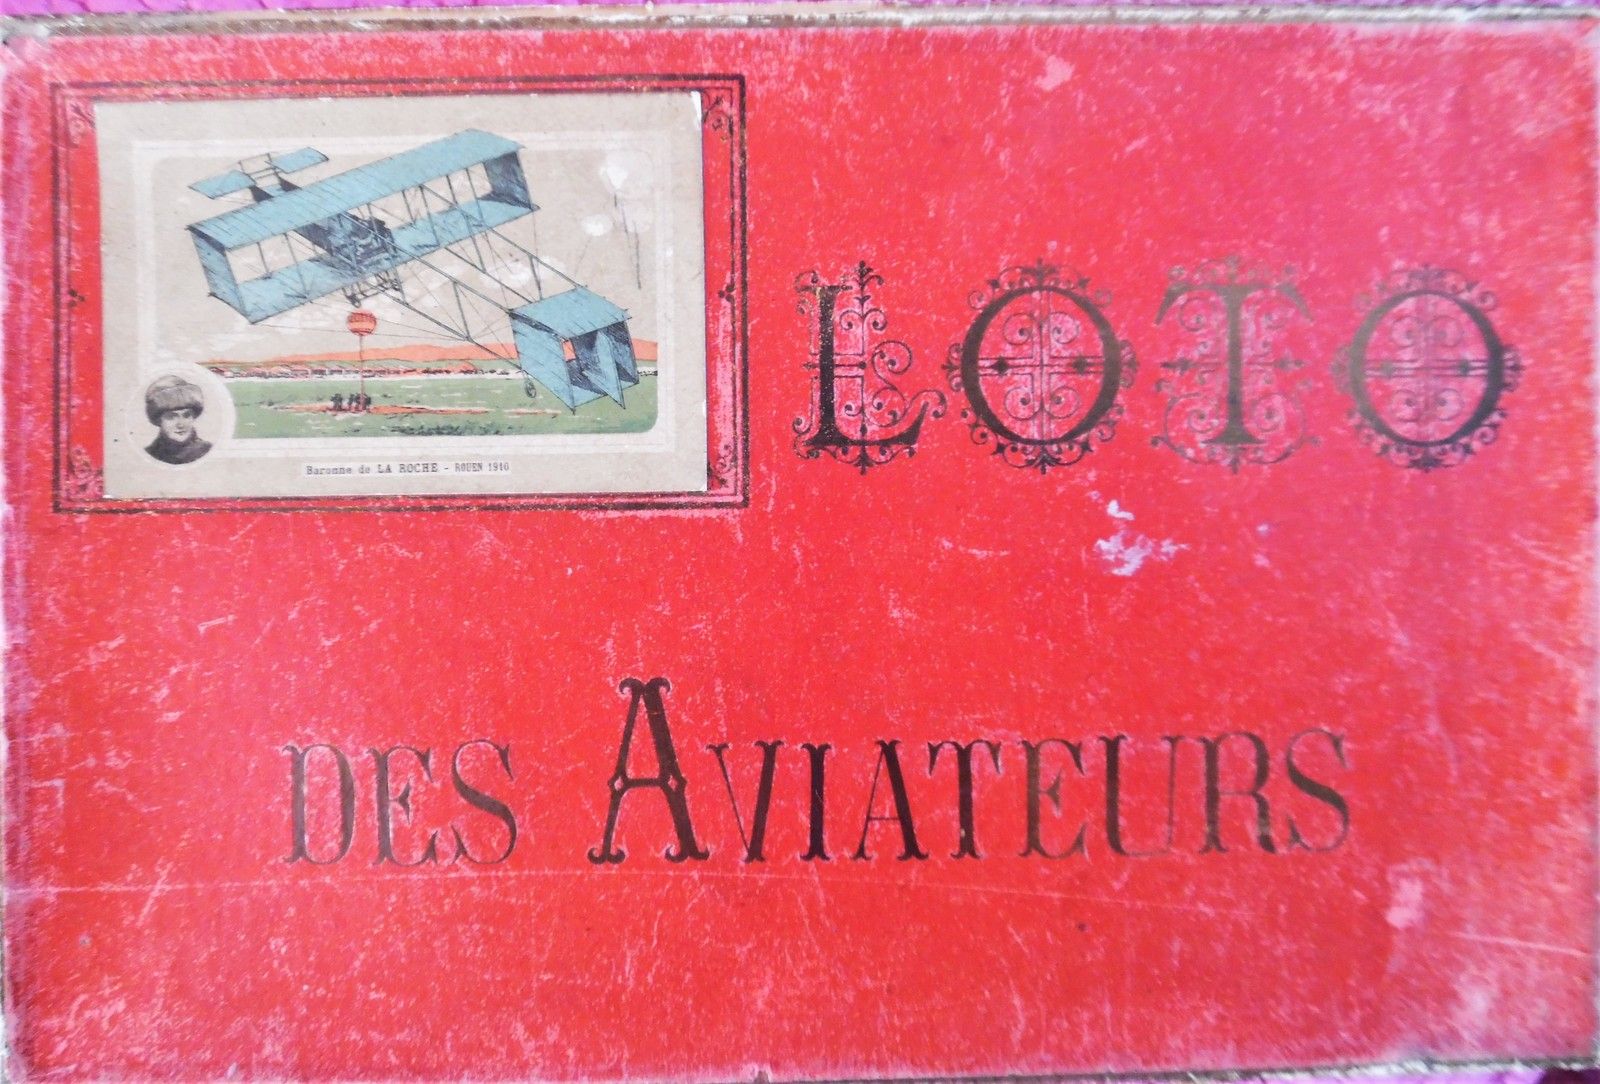 LOTO
Baronne de LA ROCHE - ROUEN 1910
DES AVIATEURS